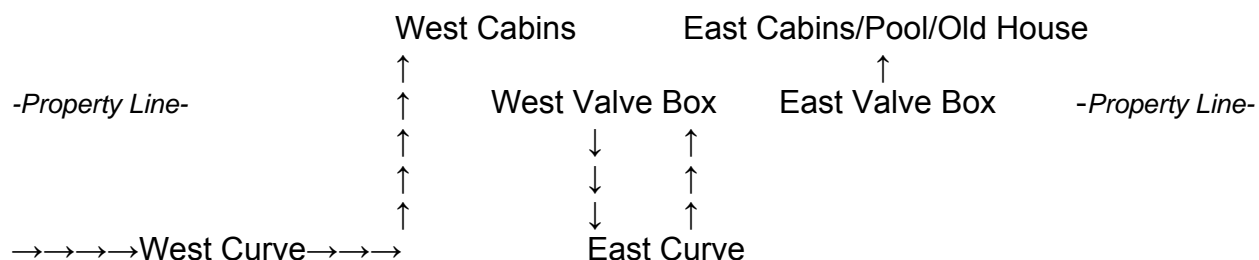 West Cabins East Cabins/Pool/Old House
↑ ↑
-Property Line- ↑ West Valve Box East Valve Box -Property Line-
↑ ↓ ↑
↑ ↓ ↑
↑ ↓ ↑
→→→→West Curve→→→ East Curve